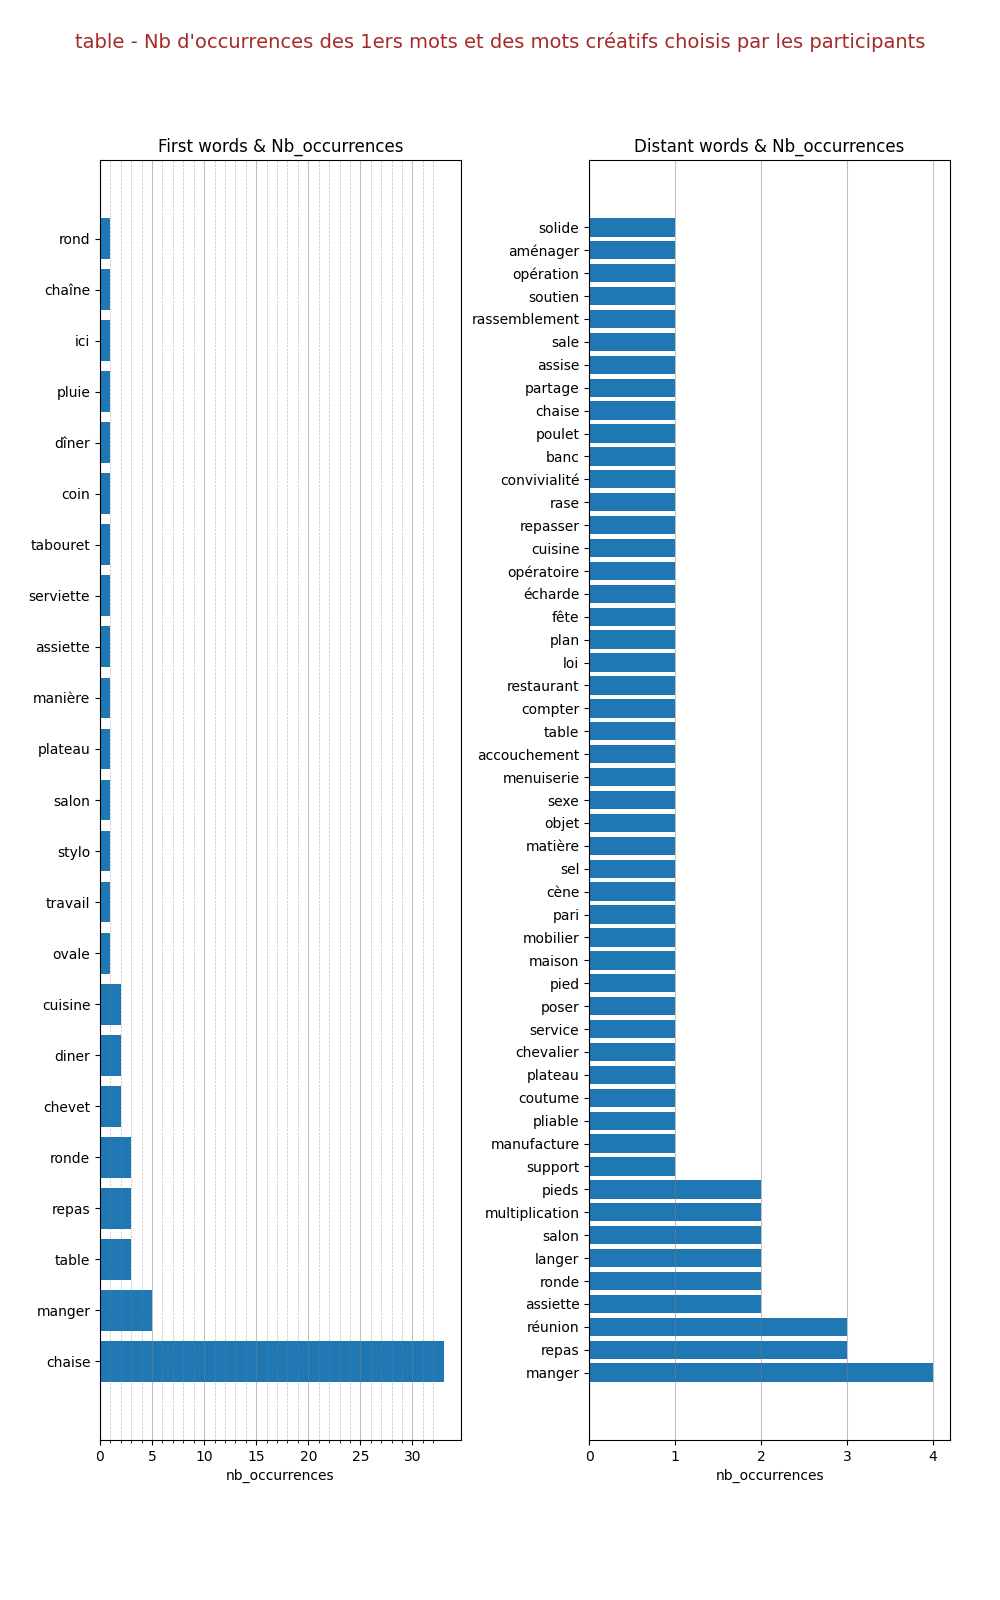 table - Nb d'occurrences des 1ers mots et des mots créatifs choisis par les participants
First words & Nb_occurrences
rond
chaîne
ici
pluie
dîner
coin
tabouret
serviette
assiette
manière
plateau
salon
stylo
travail
ovale
cuisine
diner
chevet
ronde
repas
table
manger
chaise
0 5 10 15 20 25 30
nb_occurrences
Distant words & Nb_occurrences
solide
aménager
opération
soutien
rassemblement
sale
assise
partage
chaise
poulet
banc
convivialité
rase
repasser
cuisine
opératoire
écharde
fête
plan
loi
restaurant
compter
table
accouchement
menuiserie
sexe
objet
matière
sel
cène
pari
mobilier
maison
pied
poser
service
chevalier
plateau
coutume
pliable
manufacture
support
pieds
multiplication
salon
langer
ronde
assiette
réunion
repas
manger
0 1 2 3 4
nb_occurrences